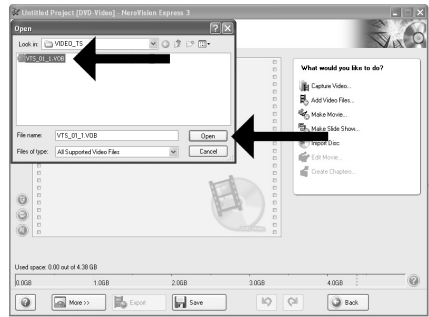 Untitled Project [DVD-Video] - NeroVision Express 3
Open
Look in: VIDEO_TS
VTS_01_1.VOB
File name: VTS_01_1.VOB Open
Files of type: All Supported Video Files Cancel
What would you like to do?
Capture Video...
Add Video Files...
Make Movie...
Make Slide Show...
Import Disc
Edit Movie...
Create Chapters...
Used space: 0.00 out of 4.38 GB
0.0GB 1.0GB 2.0GB 3.0GB 4.0GB
More >> Export Save Back